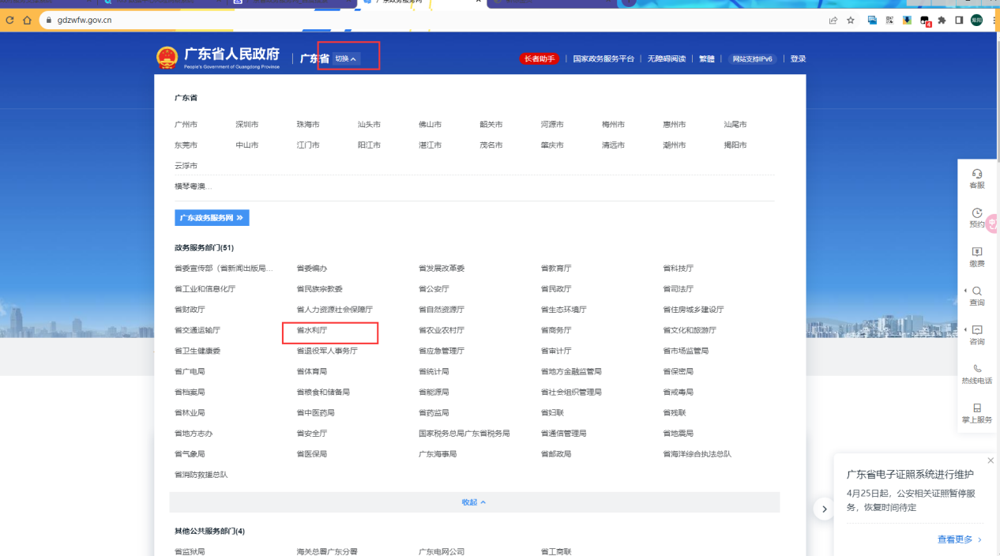 gdzwfw.gov.cn
广东省人民政府
People's Government of Guangdong Province
广东省 切换
长者助手 国家政务服务平台 无障碍阅读 繁體 网站支持IPv6 登录
广东省
广州市 深圳市 珠海市 汕头市 佛山市 韶关市 河源市 梅州市 惠州市 汕尾市
东莞市 中山市 江门市 阳江市 湛江市 茂名市 肇庆市 清远市 潮州市 揭阳市
云浮市
横琴粤澳...
广东政务服务网
政务服务部门(51)
省委宣传部（省新闻出版局... 省委编办 省发展改革委 省教育厅 省科技厅
省工业和信息化厅 省民族宗教委 省公安厅 省民政厅 省司法厅
省财政厅 省人力资源社会保障厅 省自然资源厅 省生态环境厅 省住房城乡建设厅
省交通运输厅 省水利厅 省农业农村厅 省商务厅 省文化和旅游厅
省卫生健康委 省退役军人事务厅 省应急管理厅 省审计厅 省市场监管局
省广电局 省体育局 省统计局 省地方金融监管局 省保密局
省档案局 省粮食和储备局 省能源局 省社会组织管理局 省戒毒局
省林业局 省中医药局 省药监局 省妇联 省残联
省地方志办 省安全厅 国家税务总局广东省税务局 省通信管理局 省地震局
省气象局 省医保局 广东海事局 省邮政局 省海洋综合执法总队
省消防救援总队
收起
其他公共服务部门(4)
省监狱局 海关总署广东分署 广东电网公司 省工商联
客服
预约
缴费
查询
咨询
热线电话
掌上服务
广东省电子证照系统进行维护
4月25日起，公安相关证照暂停服
务，恢复时间待定
查看更多